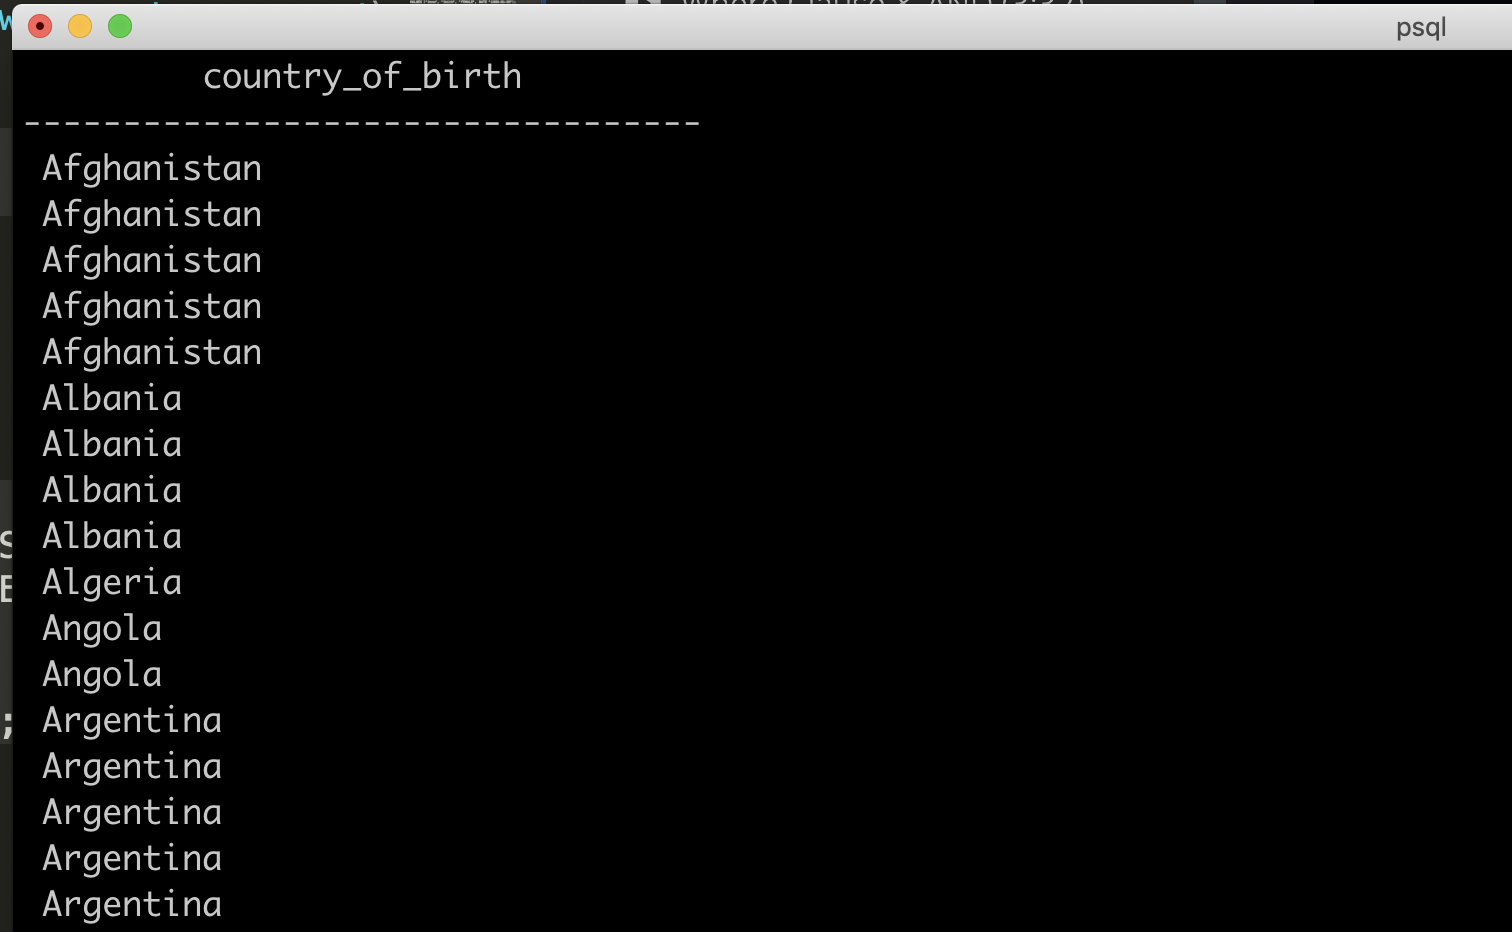 psql
country_of_birth
----------------------------------
Afghanistan
Afghanistan
Afghanistan
Afghanistan
Afghanistan
Albania
Albania
Albania
Albania
Algeria
Angola
Angola
Argentina
Argentina
Argentina
Argentina
Argentina